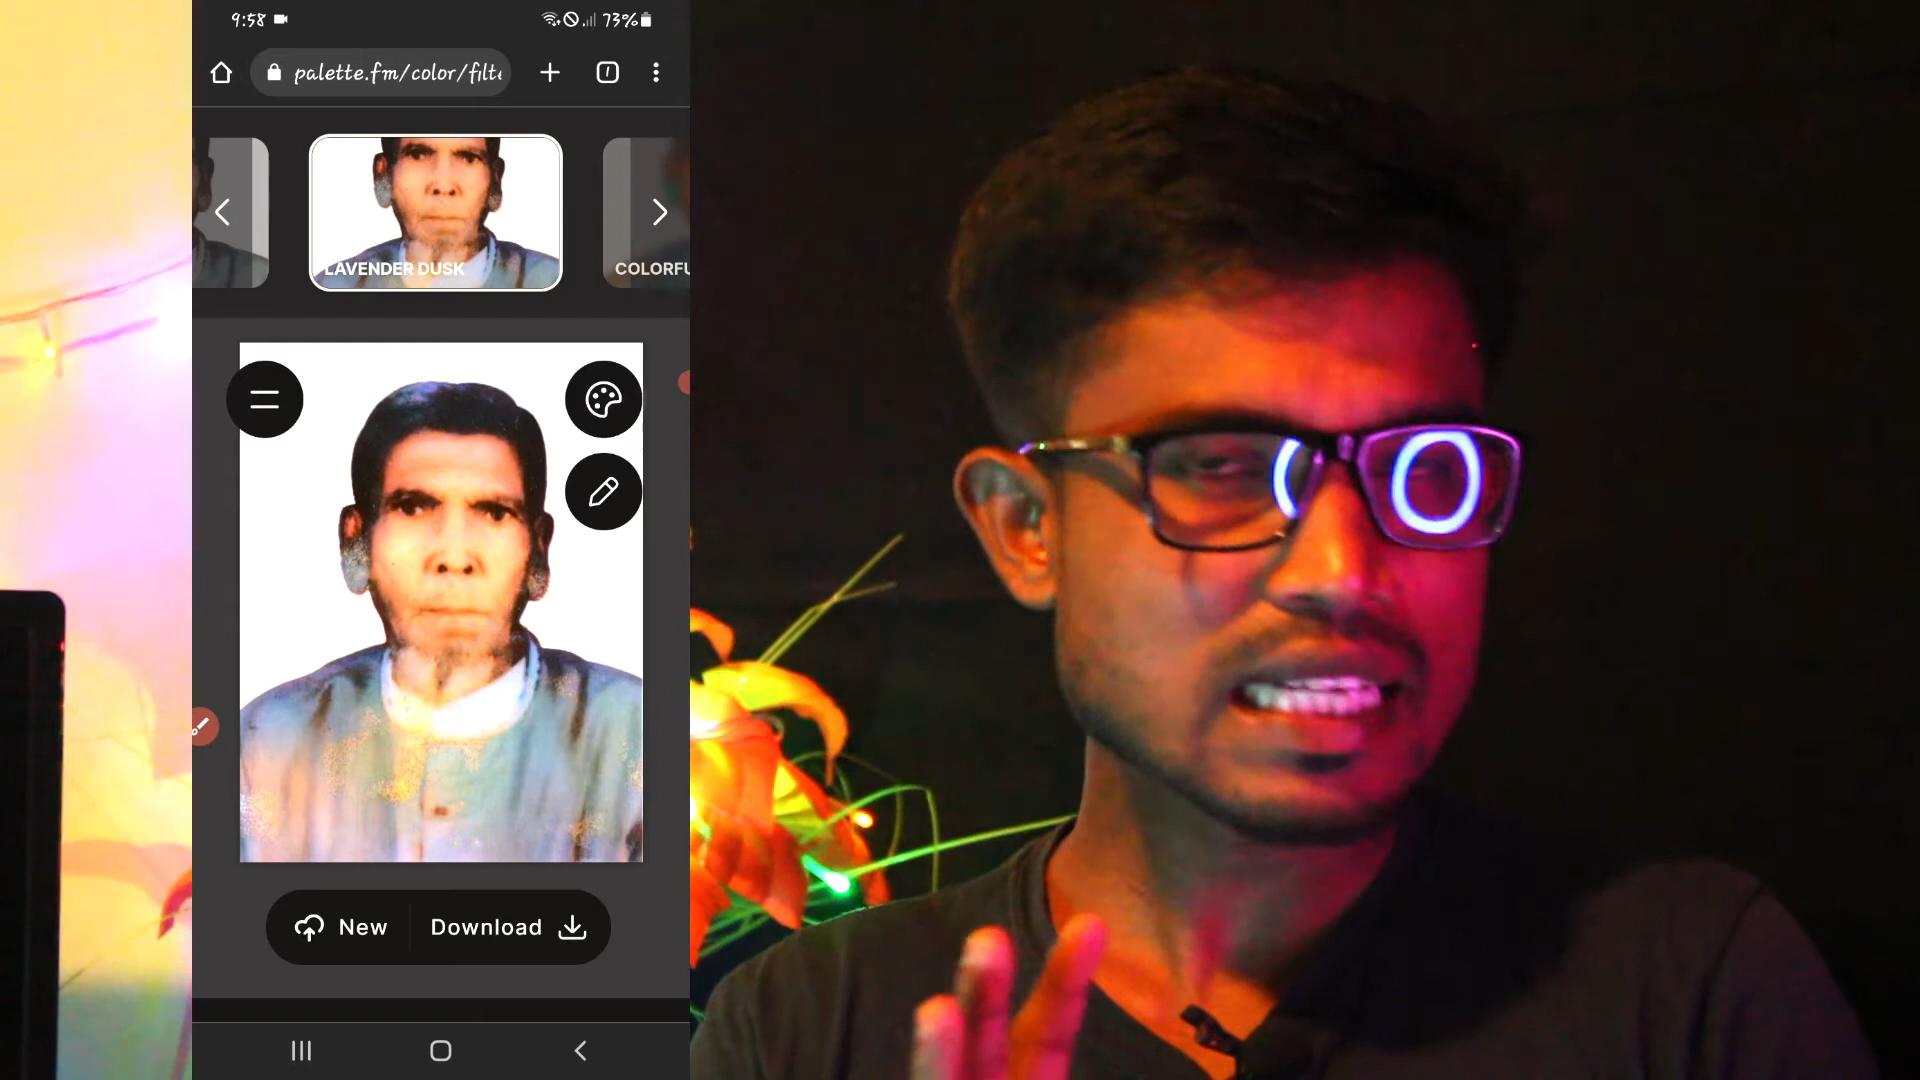 9:58
73%
palette.fm/color/filt
LAVENDER DUSK
COLORFU
New
Download